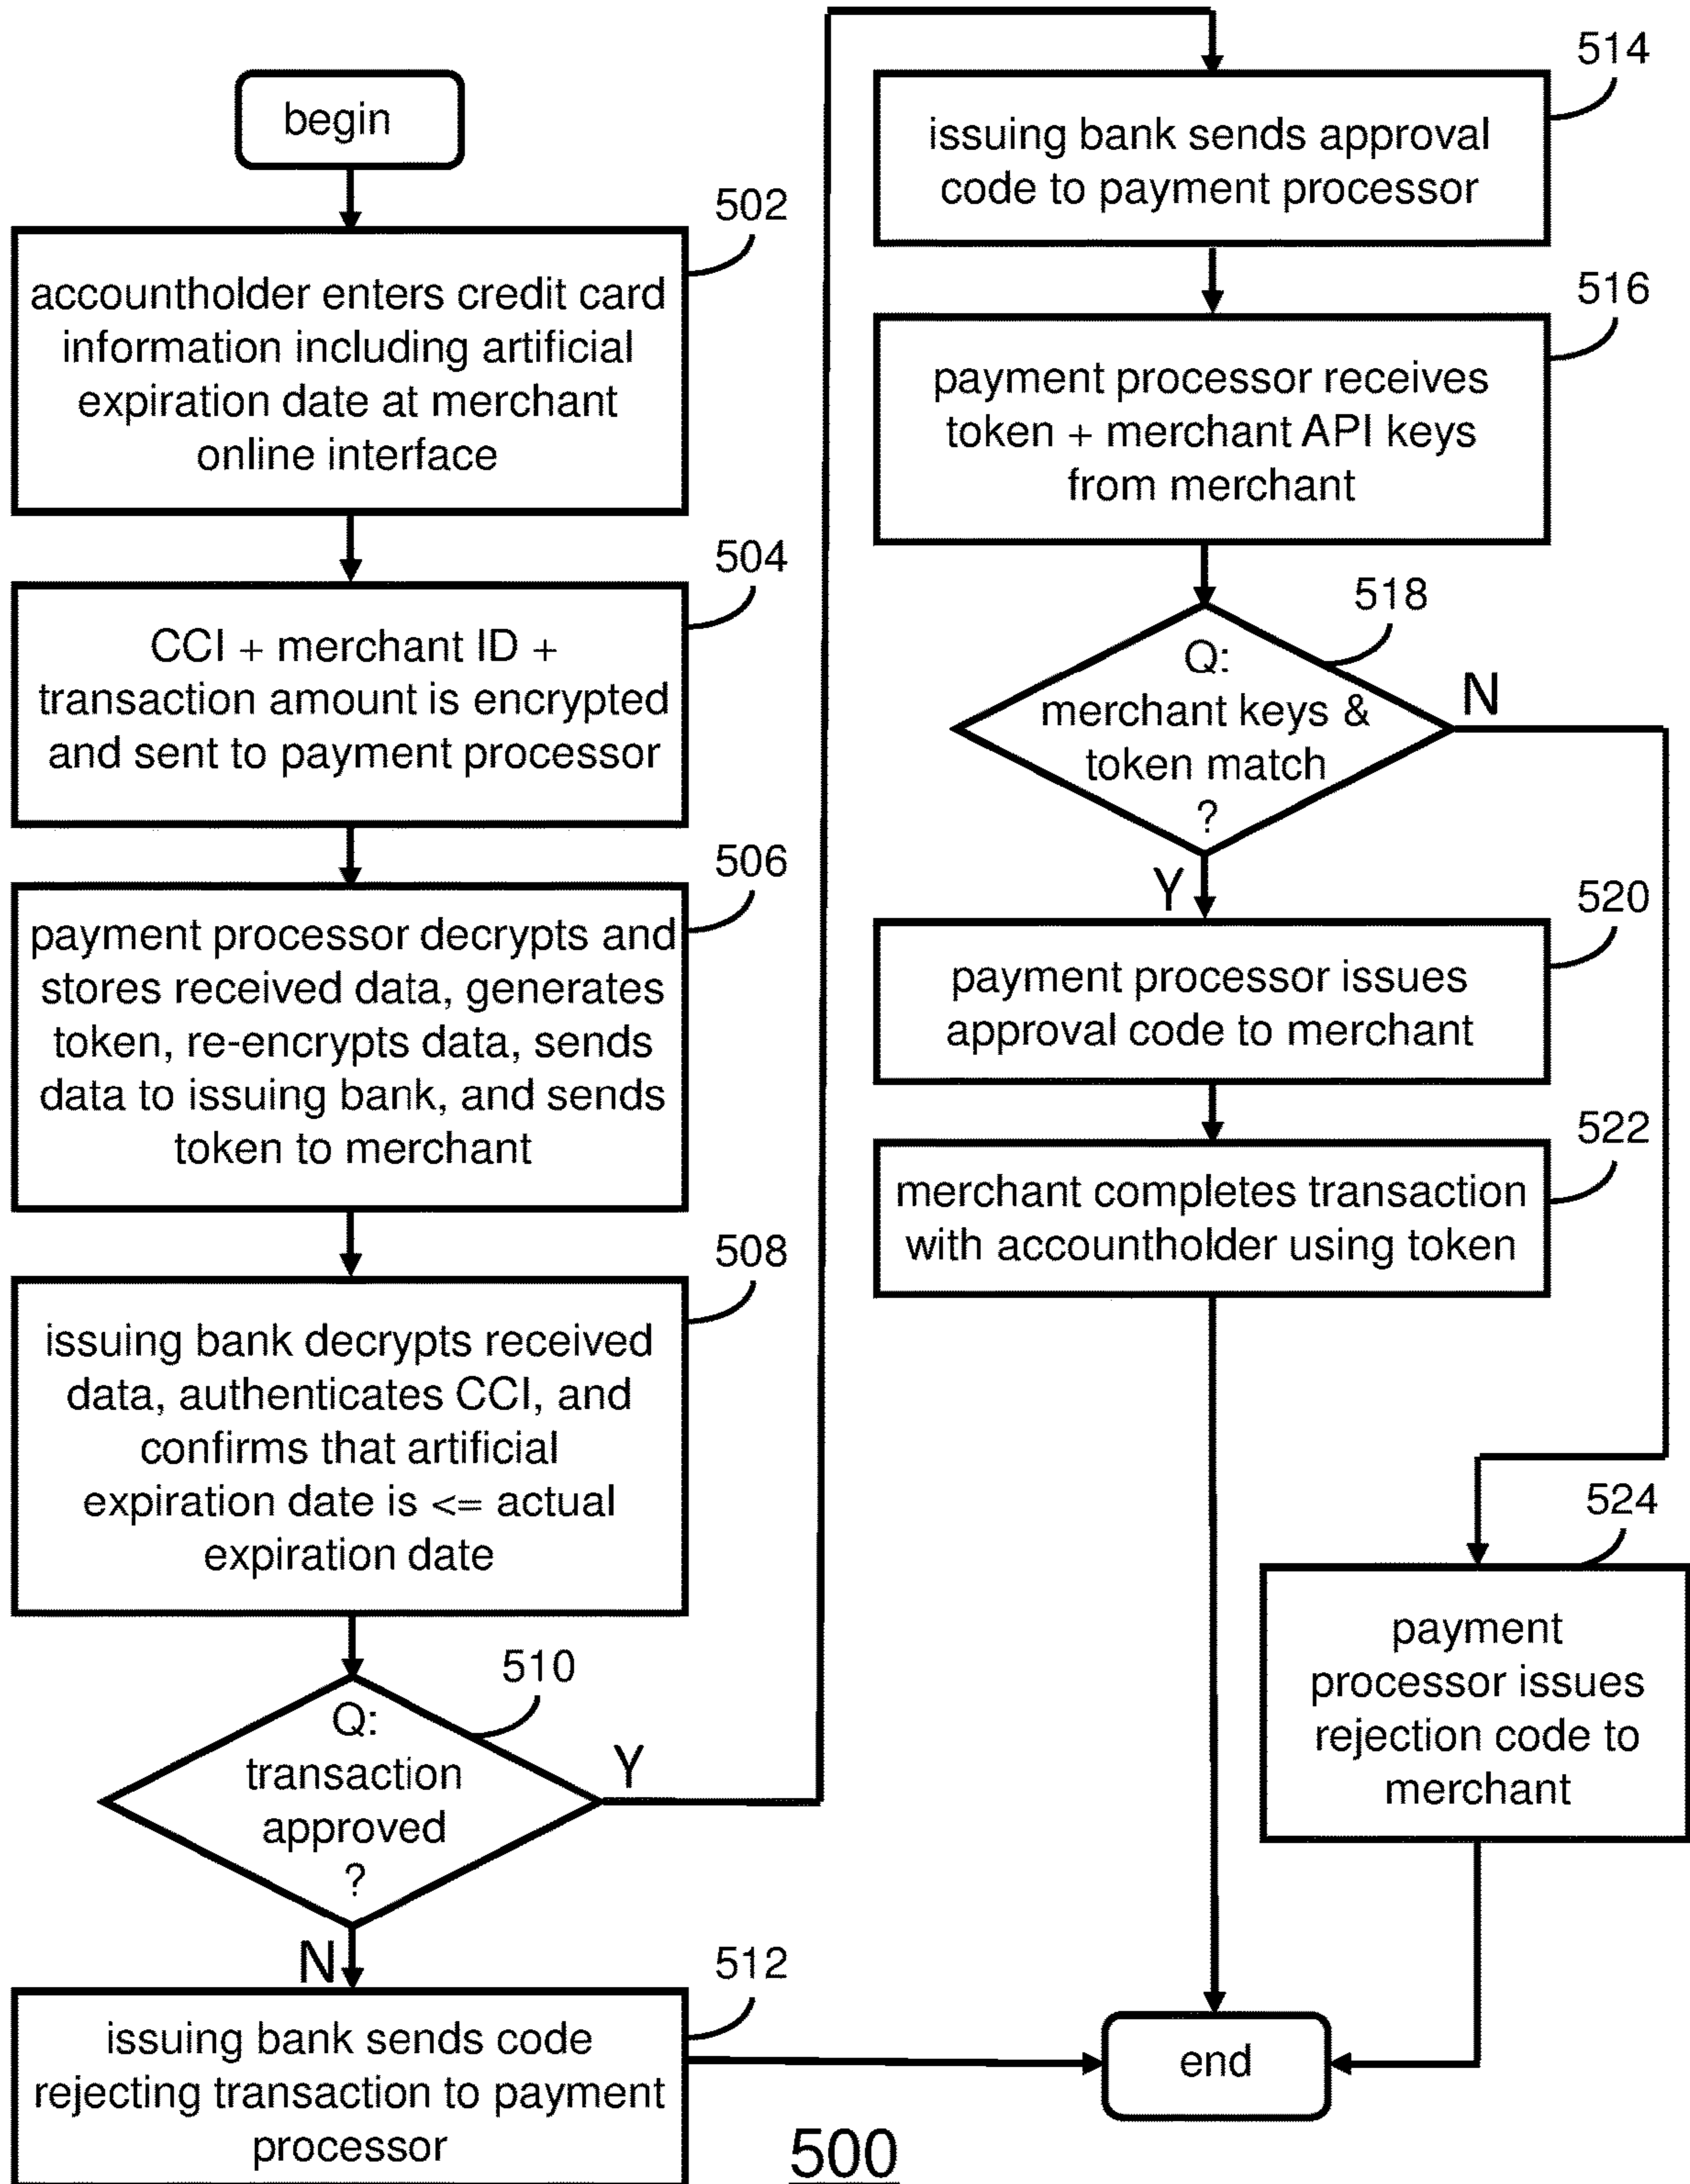 begin
502
accountholder enters credit card
information including artificial
expiration date at merchant
online interface
504
CCI + merchant ID +
transaction amount is encrypted
and sent to payment processor
506
payment processor decrypts and
stores received data, generates
token, re-encrypts data, sends
data to issuing bank, and sends
token to merchant
508
issuing bank decrypts received
data, authenticates CCI, and
confirms that artificial
expiration date is <= actual
expiration date
510
Q:
transaction
approved
?
Y
N
512
issuing bank sends code
rejecting transaction to payment
processor
514
issuing bank sends approval
code to payment processor
516
payment processor receives
token + merchant API keys
from merchant
518
Q:
merchant keys &
token match
?
N
Y
520
payment processor issues
approval code to merchant
522
merchant completes transaction
with accountholder using token
524
payment
processor issues
rejection code to
merchant
end
500